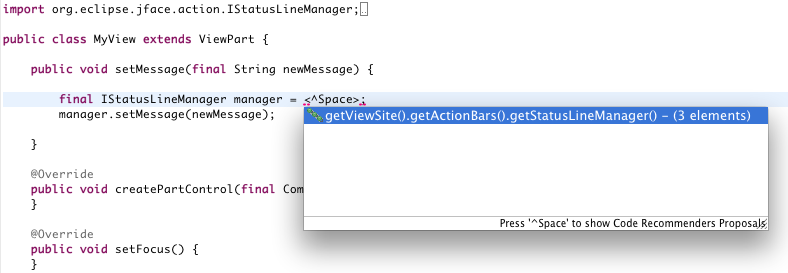 import org.eclipse.jface.action.IStatusLineManager;
public class MyView extends ViewPart {
public void setMessage(final String newMessage) {
final IStatusLineManager manager = <^Space>;
manager.setMessage(newMessage);
getViewSite().getActionBars().getStatusLineManager() – (3 elements)
}
@Override
public void createPartControl(final Com
}
Press '^Space' to show Code Recommenders Proposals
@Override
public void setFocus() {
}